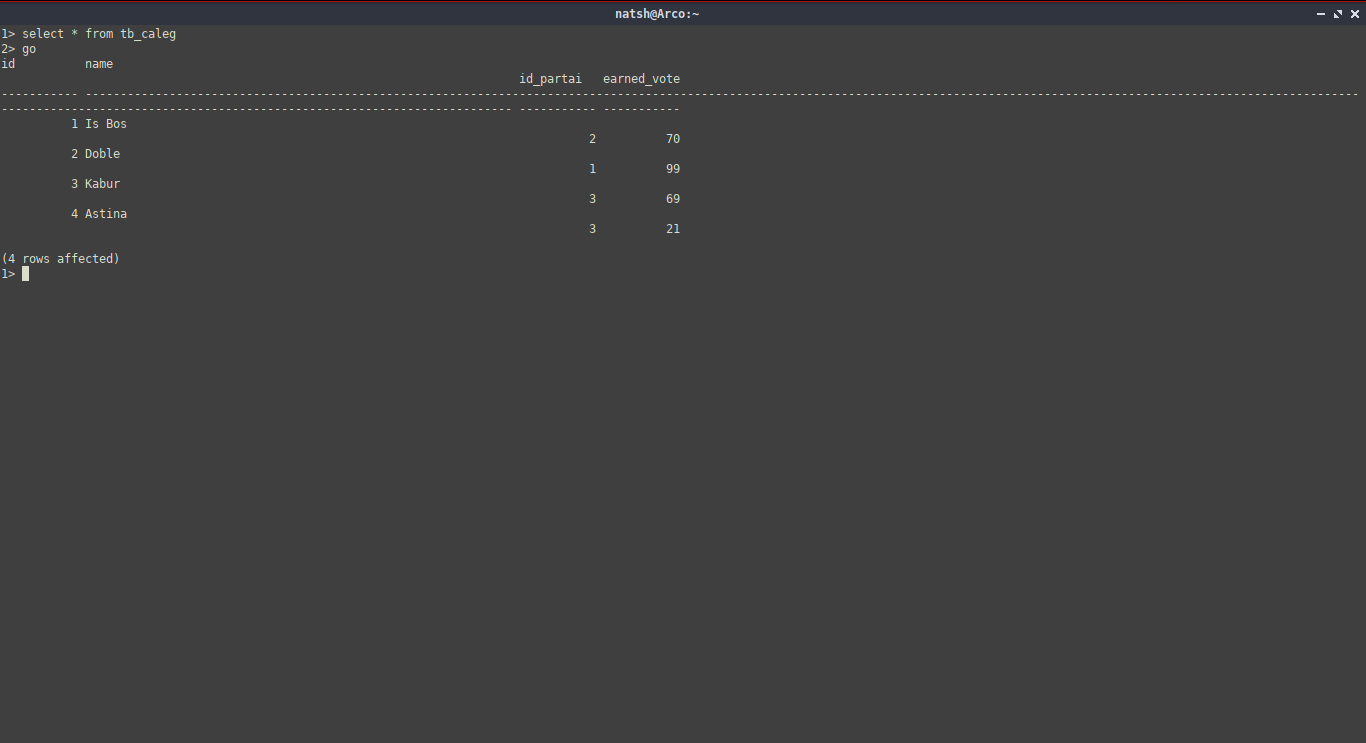 natsh@Arco:~
1> select * from tb_caleg
2> go
id          name
                                                                          id_partai   earned_vote
----------- ----------------------------------------------------------------------------------------------------------------------------------------------------------------------------------------------------------------------------------------------------------------
------------------------------------------------------------------------- ----------- -----------
          1 Is Bos
                                                                                    2          70
          2 Doble
                                                                                    1          99
          3 Kabur
                                                                                    3          69
          4 Astina
                                                                                    3          21
(4 rows affected)
1>